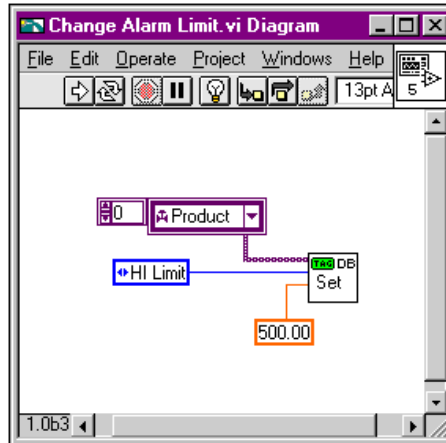 Change Alarm Limit.vi Diagram
File Edit Operate Project Windows Help
13pt A
5
0 Product
TAG DB
HI Limit
Set
500.00
1.0b3